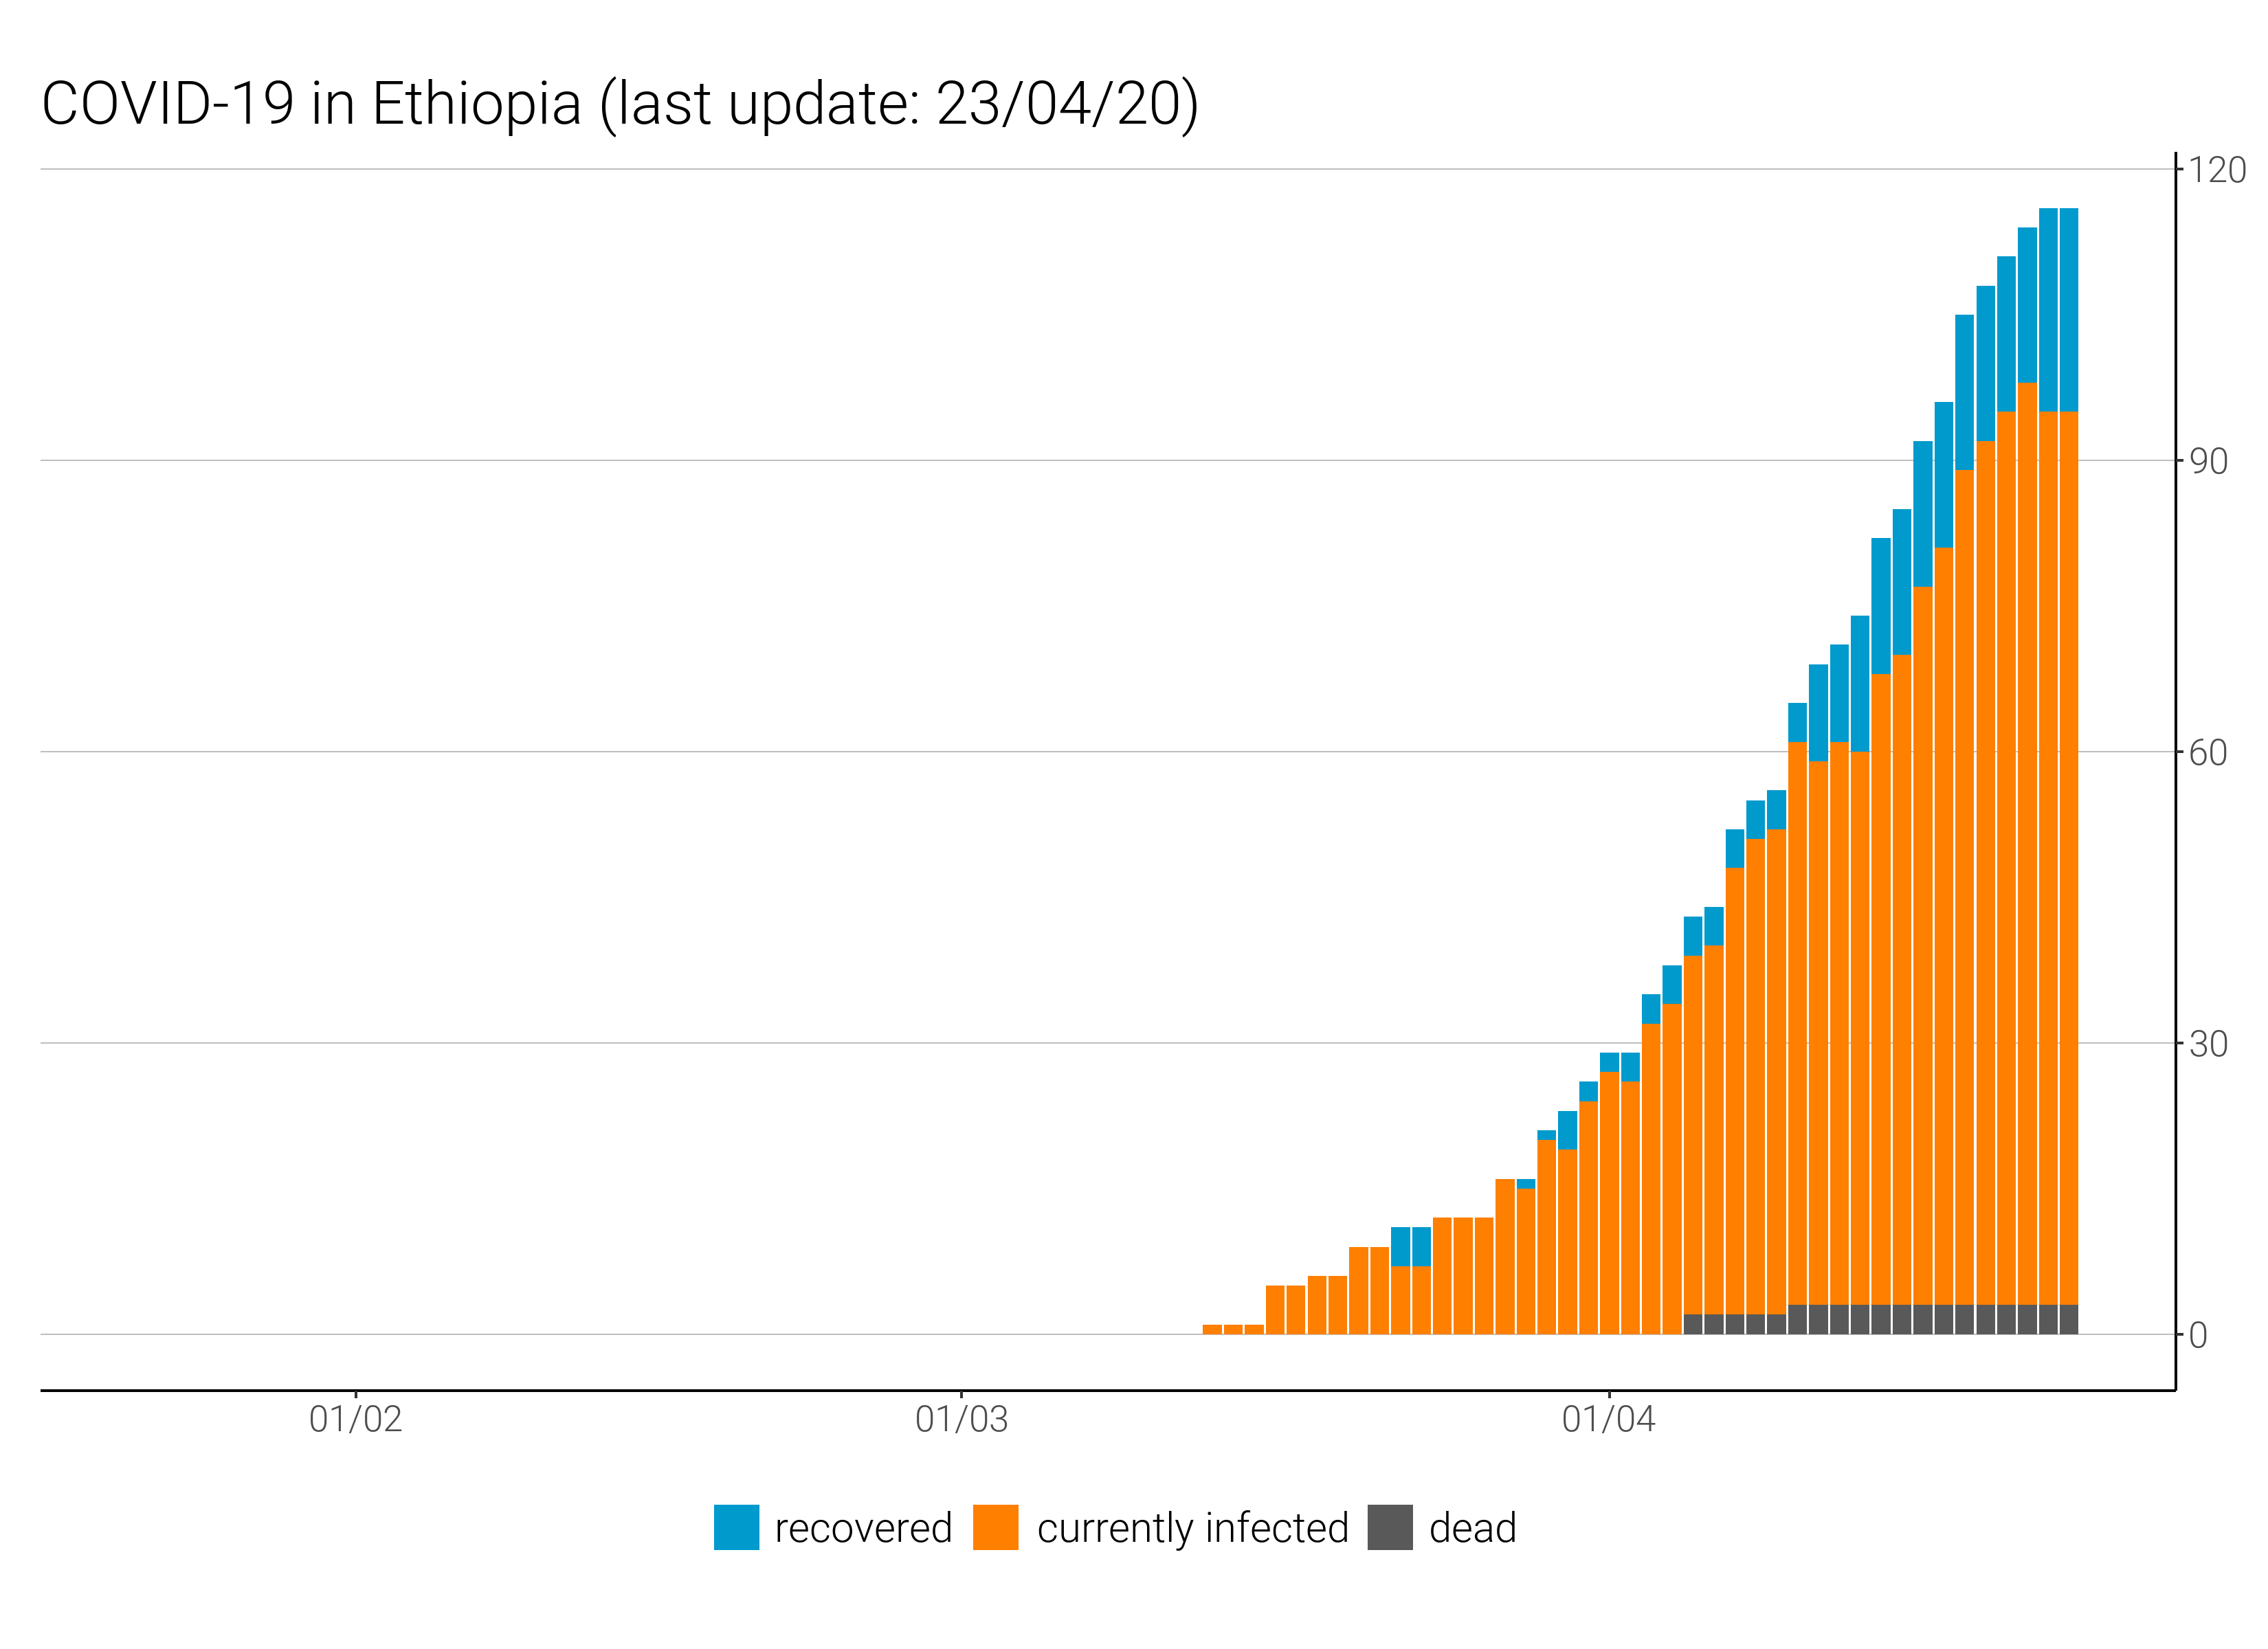 COVID-19 in Ethiopia (last update: 23/04/20)
120
90
60
30
0
01/02 01/03 01/04
recovered currently infected dead